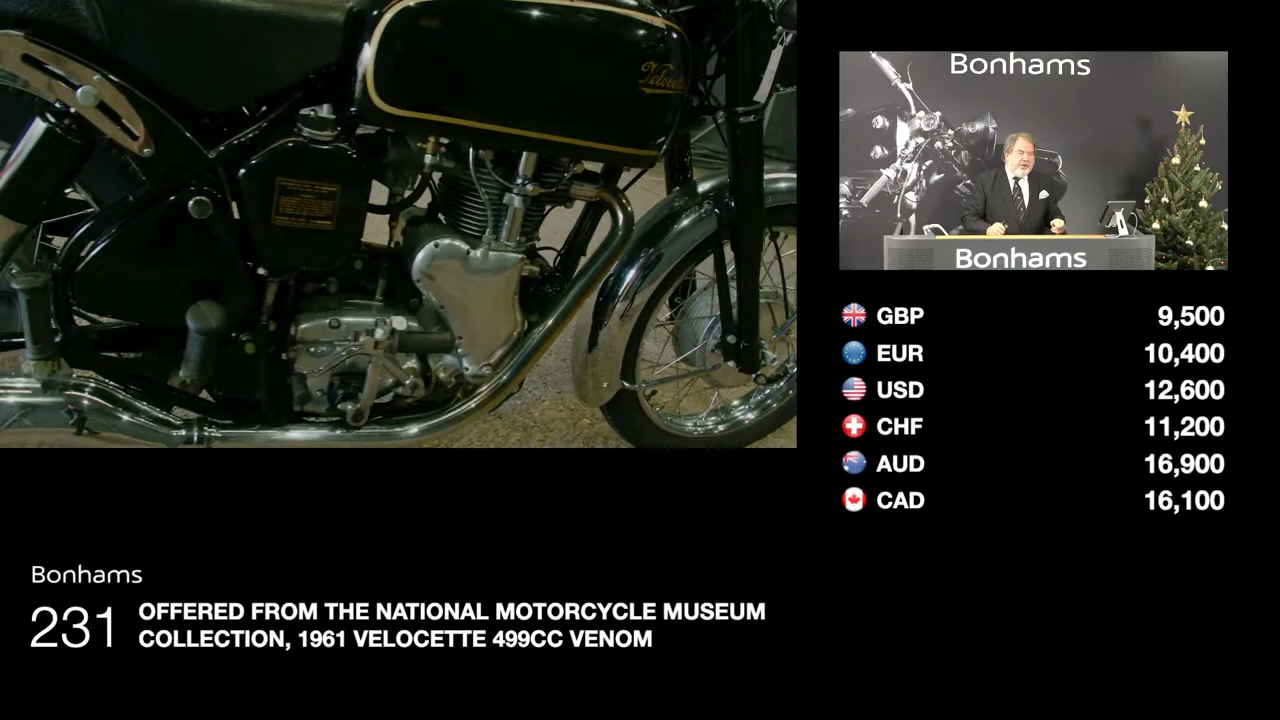 Velocette
Bonhams
Bonhams
GBP 9,500
EUR 10,400
USD 12,600
CHF 11,200
AUD 16,900
CAD 16,100
Bonhams
231 OFFERED FROM THE NATIONAL MOTORCYCLE MUSEUM
COLLECTION, 1961 VELOCETTE 499CC VENOM